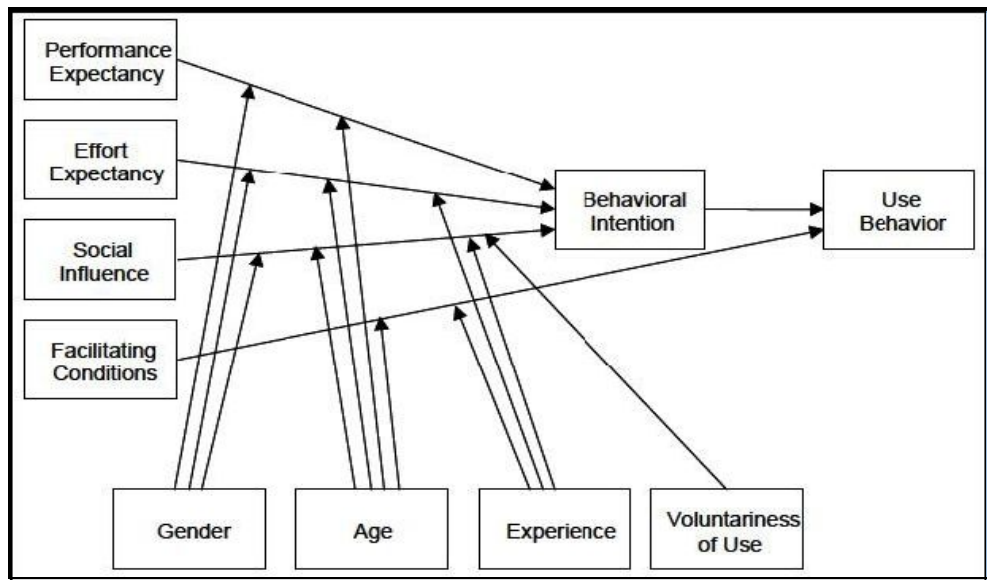 Performance
Expectancy
Effort
Expectancy
Social
Influence
Facilitating
Conditions
Behavioral
Intention
Use
Behavior
Gender
Age
Experience
Voluntariness
of Use